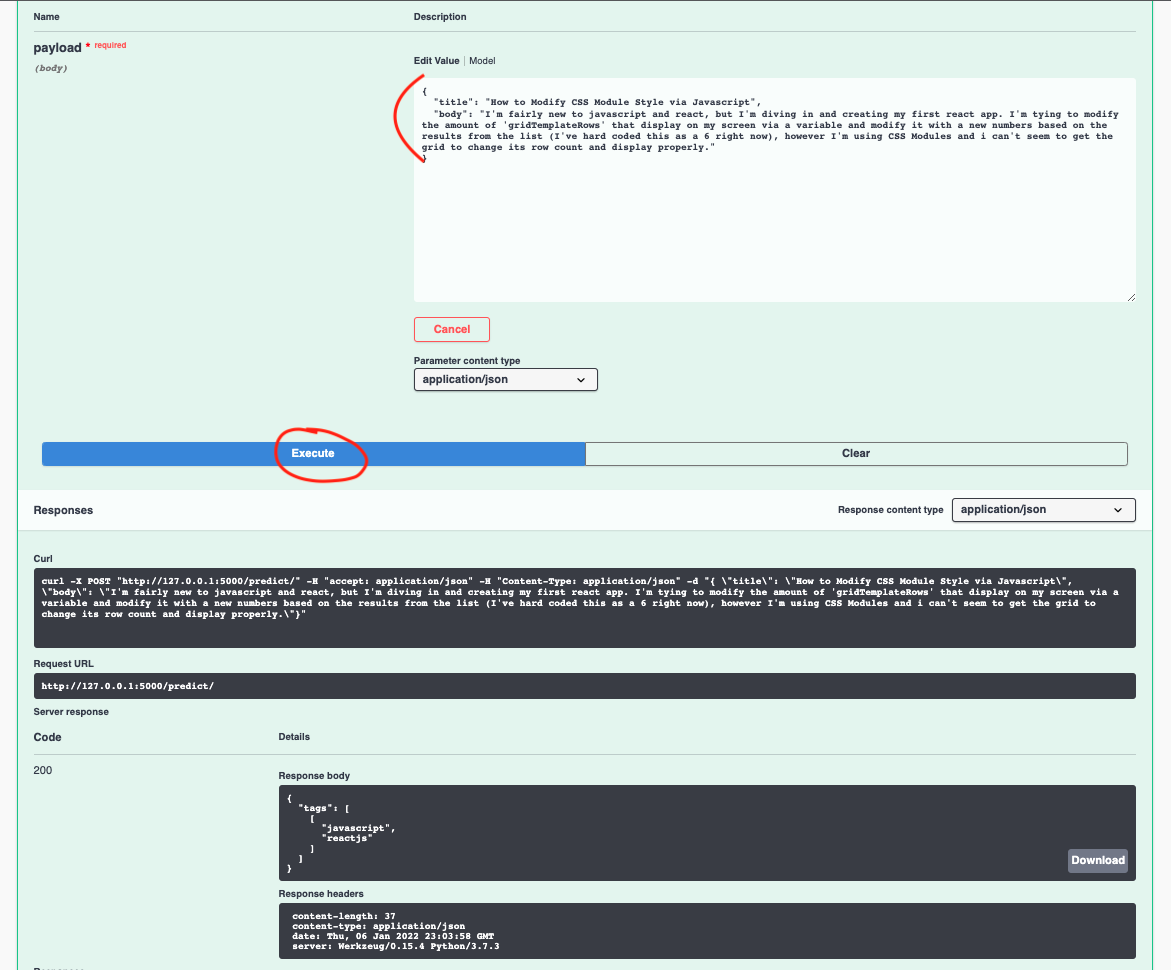 Name Description
payload * required
(body)
Edit Value | Model
{
"title": "How to Modify CSS Module Style via Javascript",
"body": "I'm fairly new to javascript and react, but I'm diving in and creating my first react app. I'm tying to modify
the amount of 'gridTemplateRows' that display on my screen via a variable and modify it with a new numbers based on the
results from the list (I've hard coded this as a 6 right now), however I'm using CSS Modules and i can't seem to get the
grid to change its row count and display properly."
}
Cancel
Parameter content type
application/json
Execute Clear
Responses Response content type application/json
Curl
curl -X POST "http://127.0.0.1:5000/predict/" -H "accept: application/json" -H "Content-Type: application/json" -d "{ \"title\": \"How to Modify CSS Module Style via Javascript\",
\"body\": \"I'm fairly new to javascript and react, but I'm diving in and creating my first react app. I'm tying to modify the amount of 'gridTemplateRows' that display on my screen via a
variable and modify it with a new numbers based on the results from the list (I've hard coded this as a 6 right now), however I'm using CSS Modules and i can't seem to get the grid to
change its row count and display properly.\"}"
Request URL
http://127.0.0.1:5000/predict/
Server response
Code Details
200
Response body
{
"tags": [
[
"javascript",
"reactjs"
]
]
}
Download
Response headers
content-length: 37
content-type: application/json
date: Thu, 06 Jan 2022 23:03:58 GMT
server: Werkzeug/0.15.4 Python/3.7.3